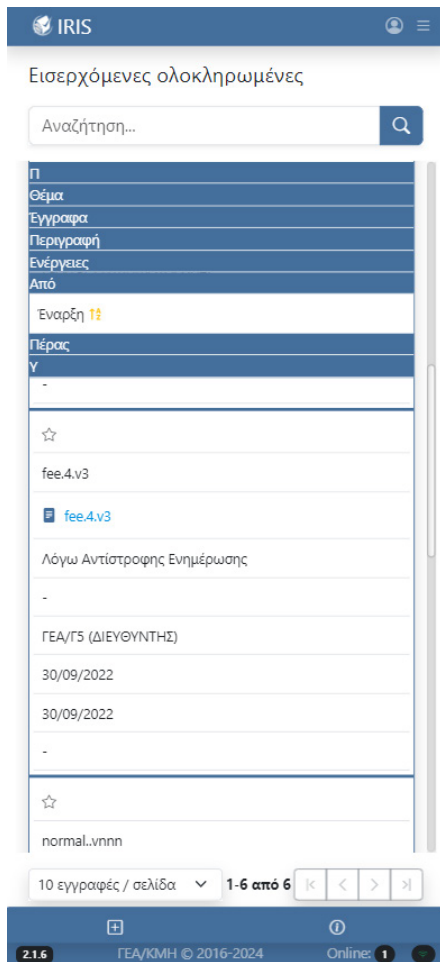 IRIS
Εισερχόμενες ολοκληρωμένες
Αναζήτηση...
Π
Θέμα
Έγγραφα
Περιγραφή
Ενέργειες
Από
Έναρξη
Πέρας
Υ
-
fee.4.v3
fee.4.v3
Λόγω Αντίστροφης Ενημέρωσης
-
ΓΕΑ/Γ5 (ΔΙΕΥΘΥΝΤΗΣ)
30/09/2022
30/09/2022
-
normal..vnnn
10 εγγραφές / σελίδα 1-6 από 6
2.1.6 ΓΕΑ/ΚΜΗ © 2016-2024 Online: 1